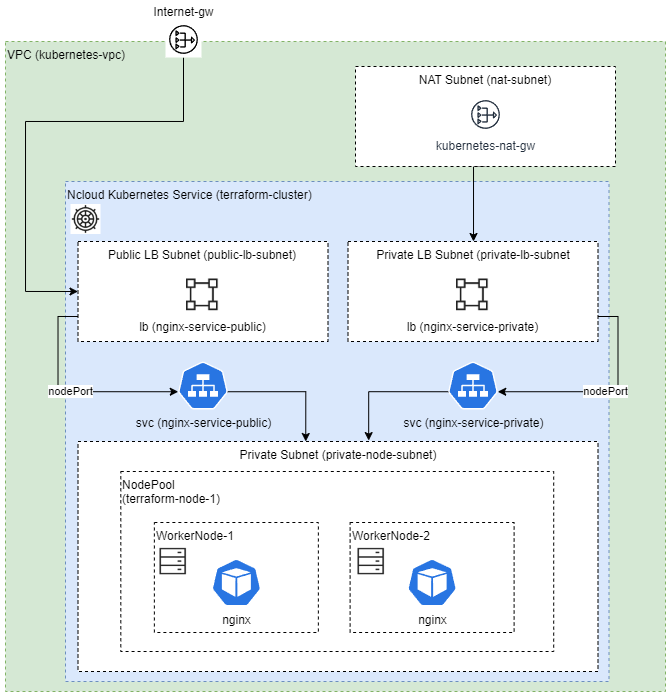 Internet-gw
VPC (kubernetes-vpc)
NAT Subnet (nat-subnet)
kubernetes-nat-gw
Ncloud Kubernetes Service (terraform-cluster)
Public LB Subnet (public-lb-subnet)
lb (nginx-service-public)
Private LB Subnet (private-lb-subnet
lb (nginx-service-private)
nodePort
svc (nginx-service-public)
nodePort
svc (nginx-service-private)
Private Subnet (private-node-subnet)
NodePool
(terraform-node-1)
WorkerNode-1
nginx
WorkerNode-2
nginx